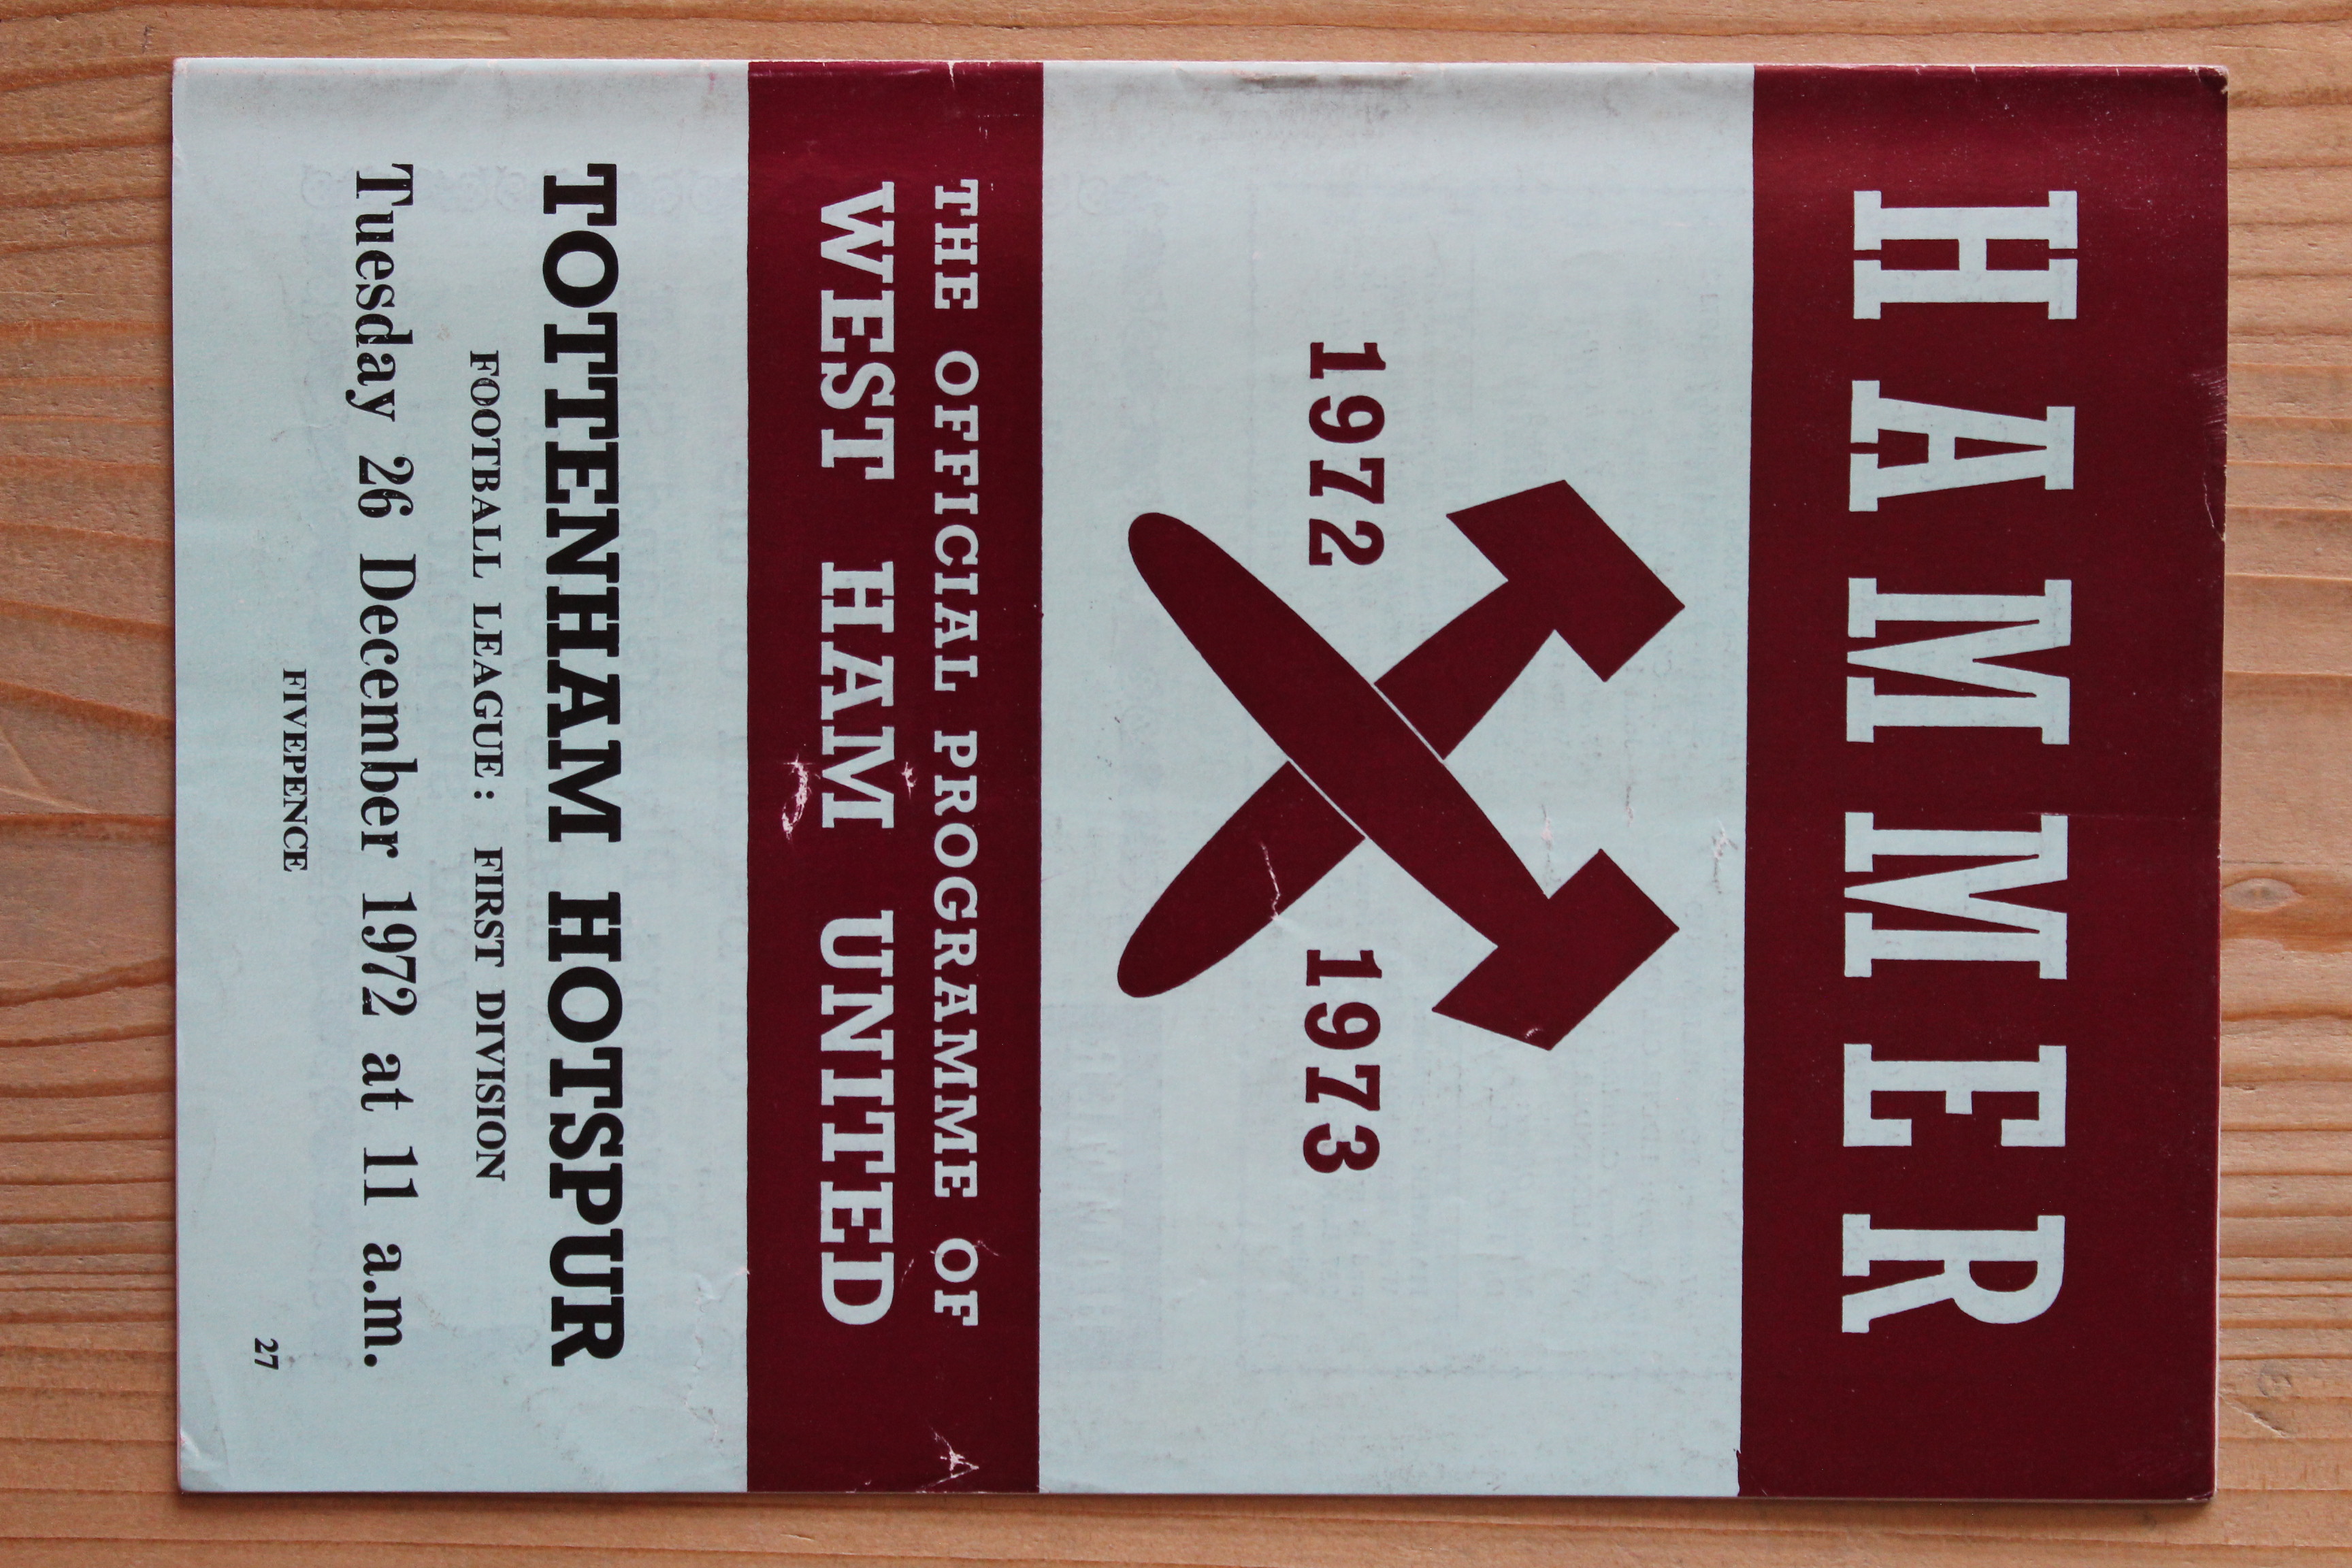 HAMMER
1972 1973
THE OFFICIAL PROGRAMME OF
WEST HAM UNITED
TOTTENHAM HOTSPUR
FOOTBALL LEAGUE: FIRST DIVISION
Tuesday 26 December 1972 at 11 a.m.
FIVEPENCE
27